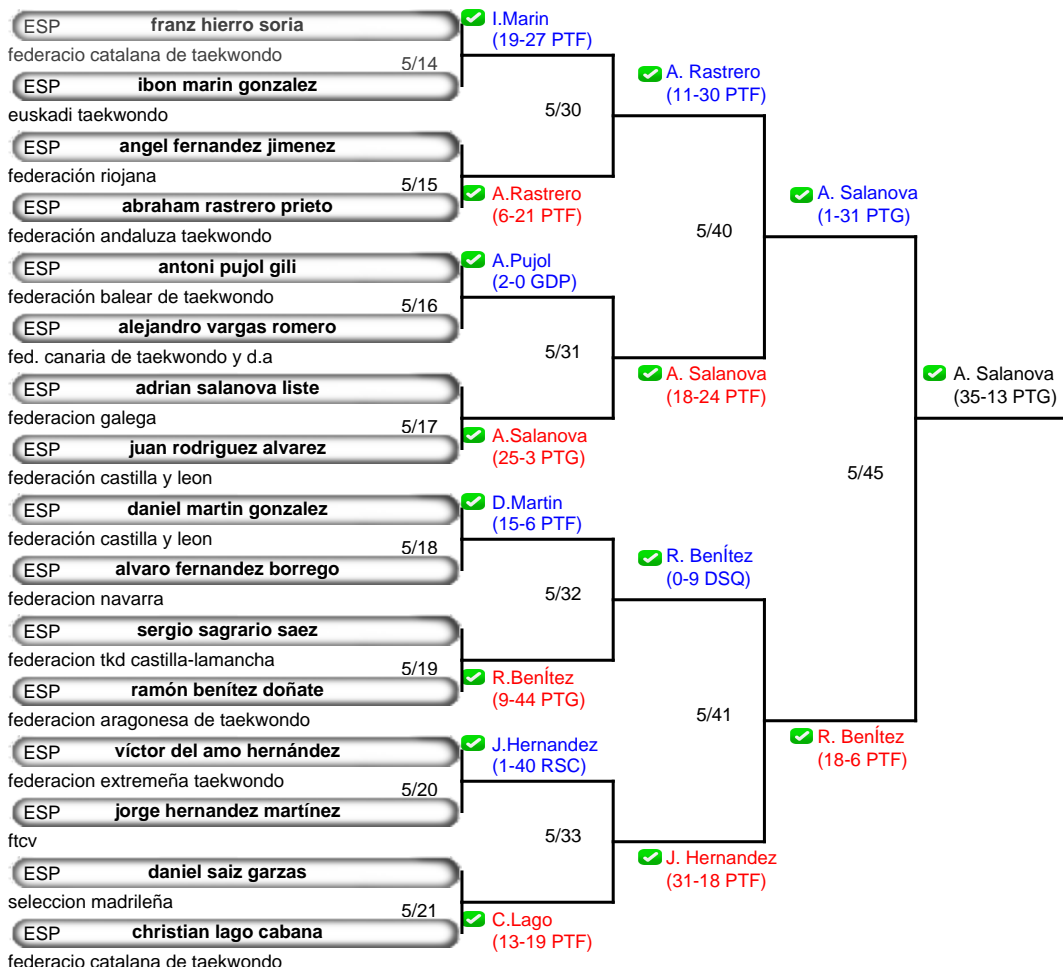 ESP franz hierro soria
federacio catalana de taekwondo
5/14
ESP ibon marin gonzalez
euskadi taekwondo
ESP angel fernandez jimenez
federación riojana
5/15
ESP abraham rastrero prieto
federación andaluza taekwondo
ESP antoni pujol gili
federación balear de taekwondo
5/16
ESP alejandro vargas romero
fed. canaria de taekwondo y d.a
ESP adrian salanova liste
federacion galega
5/17
ESP juan rodriguez alvarez
federación castilla y leon
ESP daniel martin gonzalez
federación castilla y leon
5/18
ESP alvaro fernandez borrego
federacion navarra
ESP sergio sagrario saez
federacion tkd castilla-lamancha
5/19
ESP ramón benítez doñate
federacion aragonesa de taekwondo
ESP víctor del amo hernández
federacion extremeña taekwondo
5/20
ESP jorge hernandez martínez
ftcv
ESP daniel saiz garzas
seleccion madrileña
5/21
ESP christian lago cabana
federacio catalana de taekwondo
I.Marin
(19-27 PTF)
5/30
A.Rastrero
(6-21 PTF)
A.Pujol
(2-0 GDP)
5/31
A.Salanova
(25-3 PTG)
D.Martin
(15-6 PTF)
5/32
R.BenÍtez
(9-44 PTG)
J.Hernandez
(1-40 RSC)
5/33
C.Lago
(13-19 PTF)
A. Rastrero
(11-30 PTF)
5/40
A. Salanova
(18-24 PTF)
R. BenÍtez
(0-9 DSQ)
5/41
J. Hernandez
(31-18 PTF)
A. Salanova
(1-31 PTG)
5/45
R. BenÍtez
(18-6 PTF)
A. Salanova
(35-13 PTG)